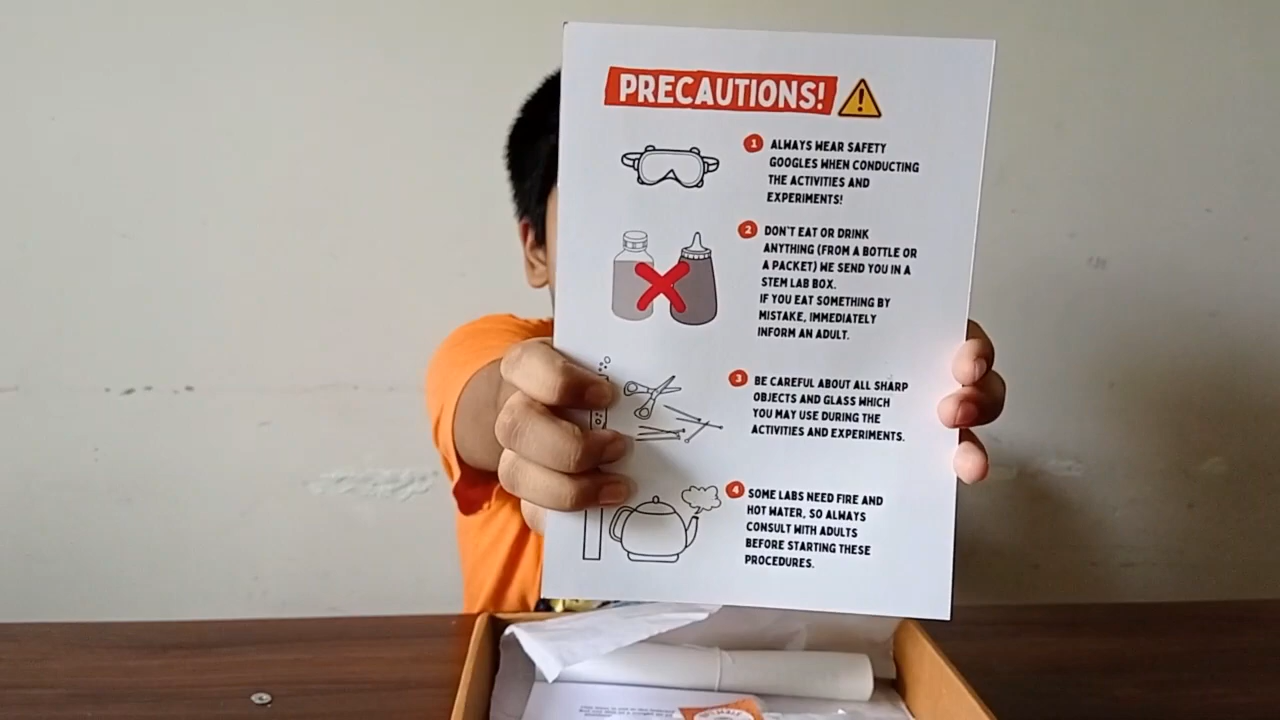 PRECAUTIONS!
1 ALWAYS WEAR SAFETY
GOOGLES WHEN CONDUCTING
THE ACTIVITIES AND
EXPERIMENTS!
2 DON'T EAT OR DRINK
ANYTHING (FROM A BOTTLE OR
A PACKET) WE SEND YOU IN A
STEM LAB BOX.
IF YOU EAT SOMETHING BY
MISTAKE, IMMEDIATELY
INFORM AN ADULT.
3 BE CAREFUL ABOUT ALL SHARP
OBJECTS AND GLASS WHICH
YOU MAY USE DURING THE
ACTIVITIES AND EXPERIMENTS.
4 SOME LABS NEED FIRE AND
HOT WATER, SO ALWAYS
CONSULT WITH ADULTS
BEFORE STARTING THESE
PROCEDURES.